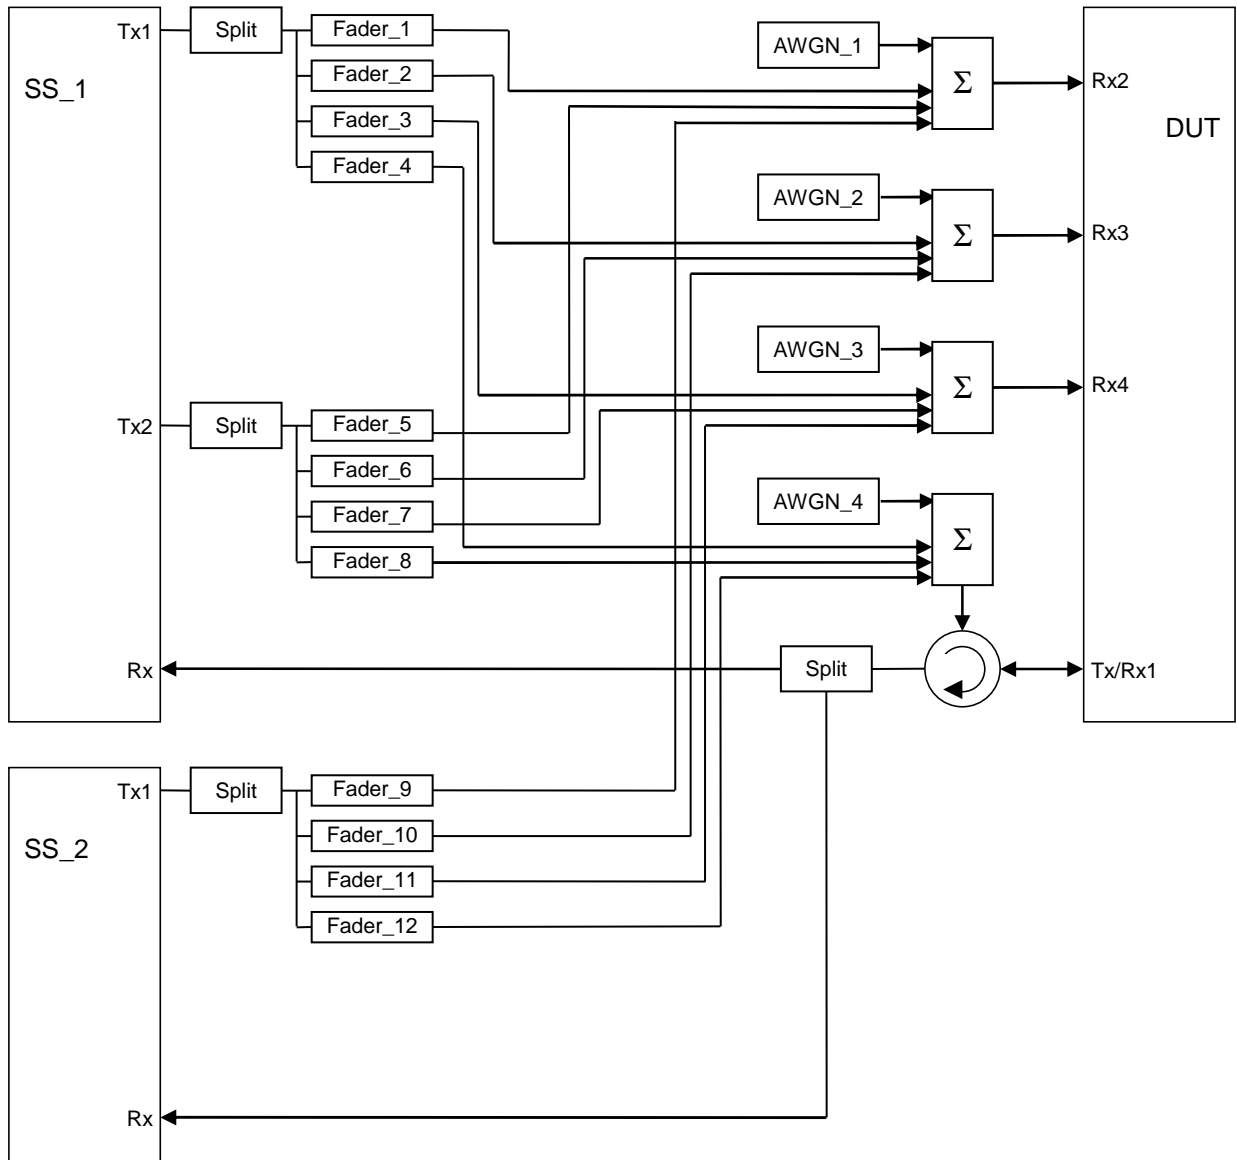 SS_1
Tx1
Split
Fader_1
Fader_2
Fader_3
Fader_4
AWGN_1
Σ
Rx2
DUT
AWGN_2
Σ
Rx3
AWGN_3
Σ
Rx4
Tx2
Split
Fader_5
Fader_6
Fader_7
Fader_8
AWGN_4
Σ
Rx
Split
Tx/Rx1
SS_2
Tx1
Split
Fader_9
Fader_10
Fader_11
Fader_12
Rx